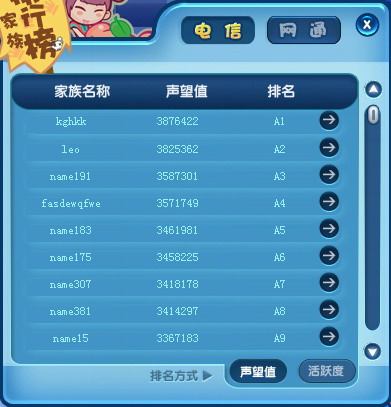 家族
排行榜
电信 网通
家族名称 声望值 排名
kghkk 3876422 A1
leo 3825362 A2
name191 3587301 A3
fasdewqfwe 3571749 A4
name183 3461981 A5
name175 3458225 A6
name307 3418178 A7
name381 3414297 A8
name15 3367183 A9
排名方式 声望值 活跃度